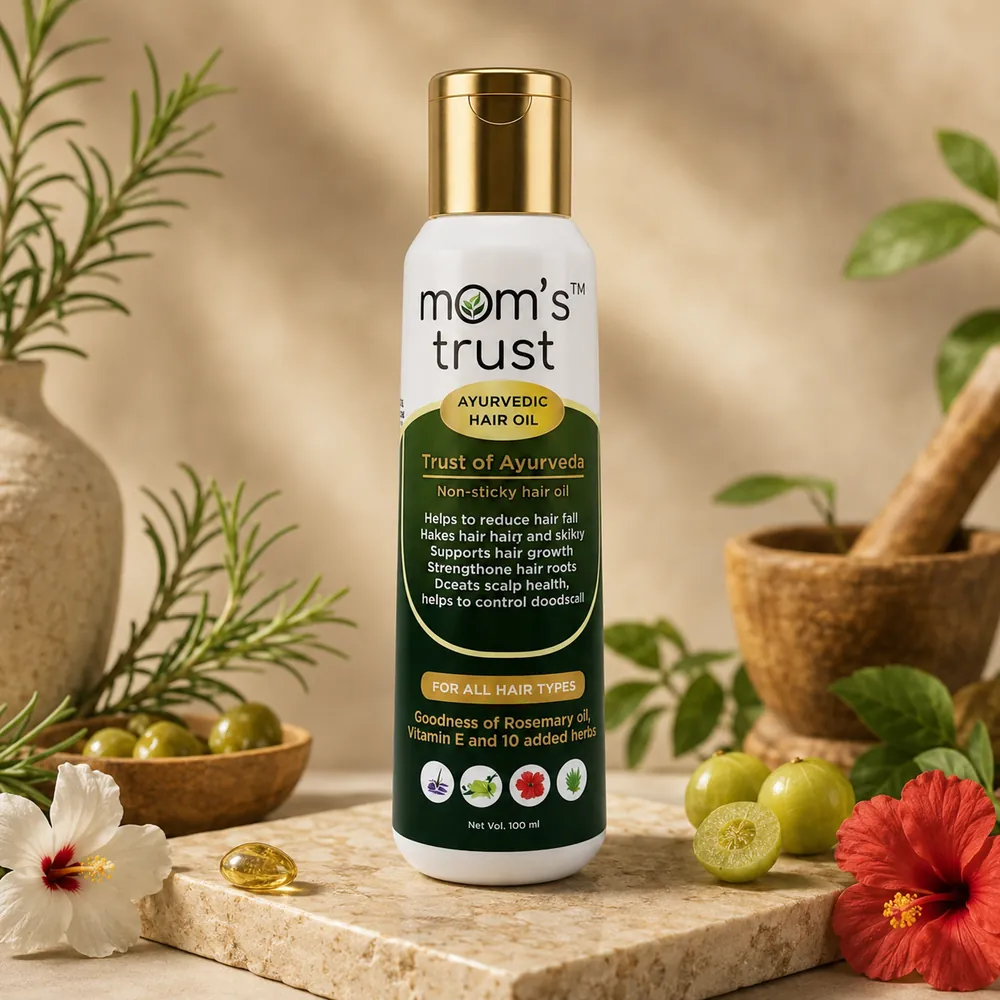 mom's™
trust
AYURVEDIC
HAIR OIL
Trust of Ayurveda
Non-sticky hair oil
Helps to reduce hair fall
Hakes hair hairy and skikry
Supports hair growth
Strengthone hair roots
Dceats scalp health,
helps to control doodscall
FOR ALL HAIR TYPES
Goodness of Rosemary oil,
Vitamin E and 10 added herbs
Net Vol. 100 ml